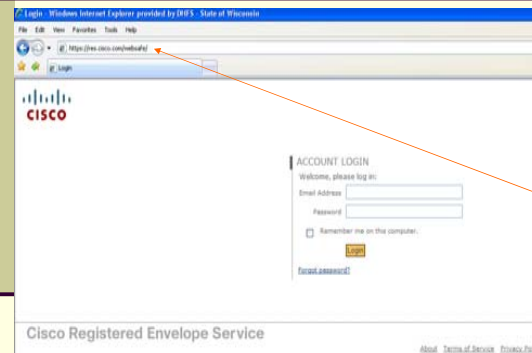 Login - Windows Internet Explorer provided by DHFS - State of Wisconsin
File Edit View Favorites Tools Help
https://res.cisco.com/websafe/
Login
CISCO
ACCOUNT LOGIN
Welcome, please log in:
Email Address
Password
Remember me on this computer.
Login
Forgot password?
Cisco Registered Envelope Service
About Terms of Service Privacy